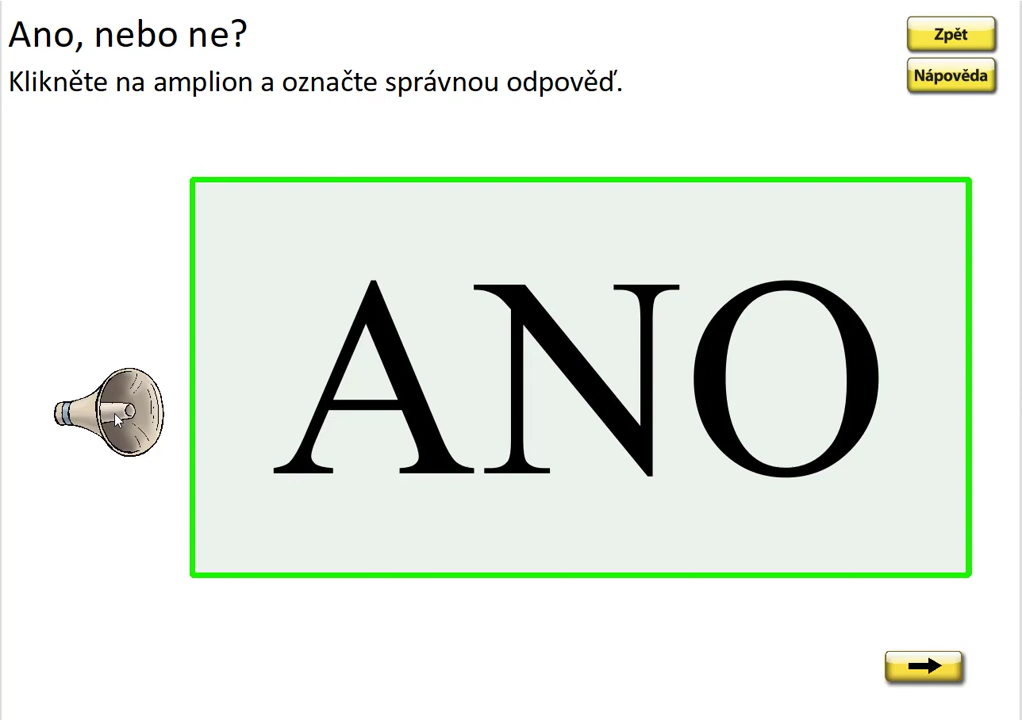 Ano, nebo ne?
Zpět
Klikněte na amplion a označte správnou odpověď.
Nápověda
ANO